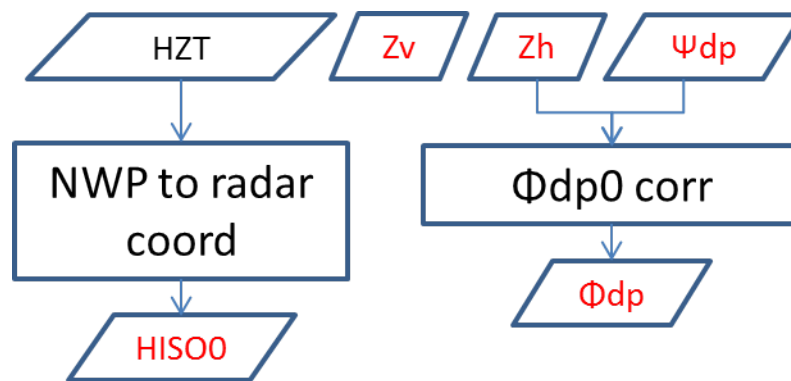 HZT
Zv
Zh
Ψdp
NWP to radar
coord
Φdp0 corr
Φdp
HISO0